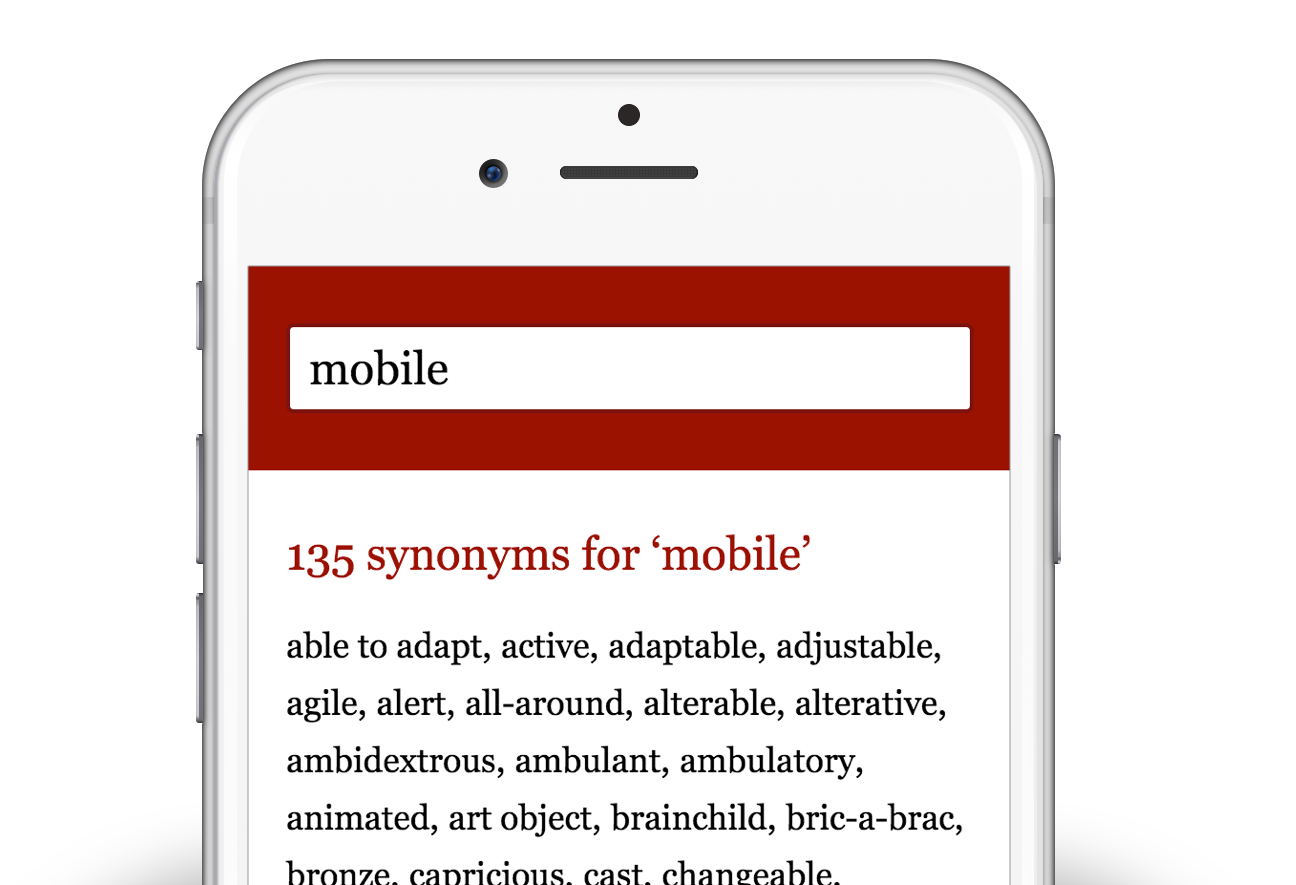 mobile
135 synonyms for ‘mobile’
able to adapt, active, adaptable, adjustable,
agile, alert, all-around, alterable, alterative,
ambidextrous, ambulant, ambulatory,
animated, art object, brainchild, bric-a-brac,
bronze, capricious, cast, changeable,